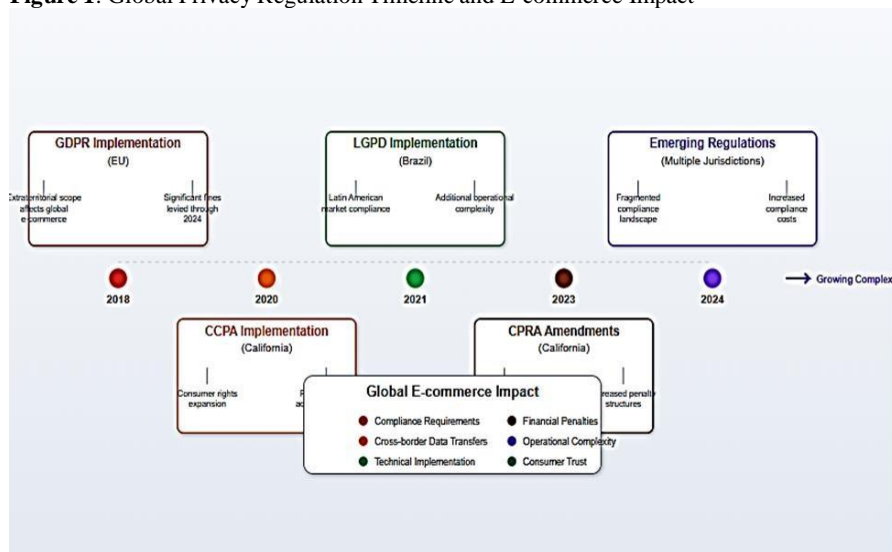 Figure 1. Global Privacy Regulation Timeline and E-commerce Impact
GDPR Implementation
(EU)
Extraterritorial scope
affects global
e-commerce
Significant fines
levied through
2024
LGPD Implementation
(Brazil)
Latin American
market compliance
Additional operational
complexity
Emerging Regulations
(Multiple Jurisdictions)
Fragmented
compliance
landscape
Increased
compliance
costs
2018
2020
2021
2023
2024
Growing Complex
CCPA Implementation
(California)
Consumer rights
expansion
CPRA Amendments
(California)
structures
Global E-commerce Impact
Compliance Requirements
Cross-border Data Transfers
Technical Implementation
Financial Penalties
Operational Complexity
Consumer Trust